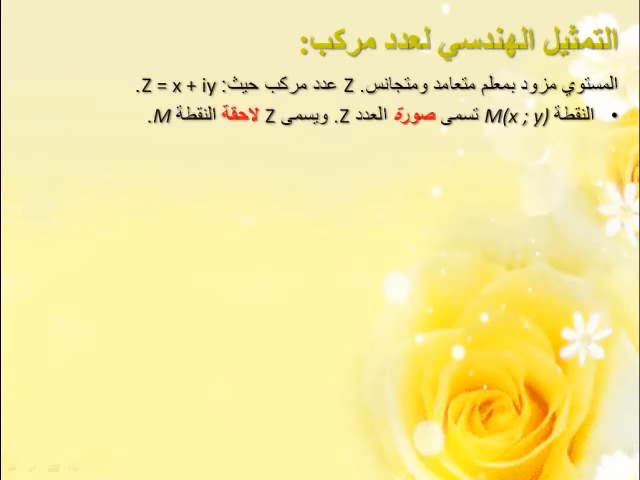 التمثيل الهندسي لعدد مركب:
المستوي مزود بمعلم متعامد ومتجانس. Z عدد مركب حيث: Z = x + iy.
• النقطة M(x ; y) تسمى صورة العدد Z. ويسمى Z لاحقة النقطة M.